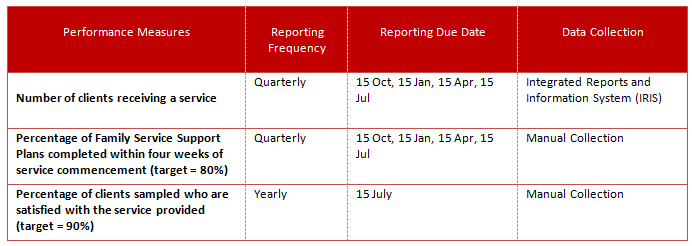 Performance Measures
Reporting Frequency
Reporting Due Date
Data Collection
Number of clients receiving a service
Quarterly
15 Oct, 15 Jan, 15 Apr, 15
Jul
Integrated Reports and
Information System (IRIS)
Percentage of Family Service Support
Plans completed within four weeks of
service commencement (target = 80%)
Quarterly
15 Oct, 15 Jan, 15 Apr, 15
Jul
Manual Collection
Percentage of clients sampled who are
satisfied with the service provided
(target = 90%)
Yearly
15 July
Manual Collection